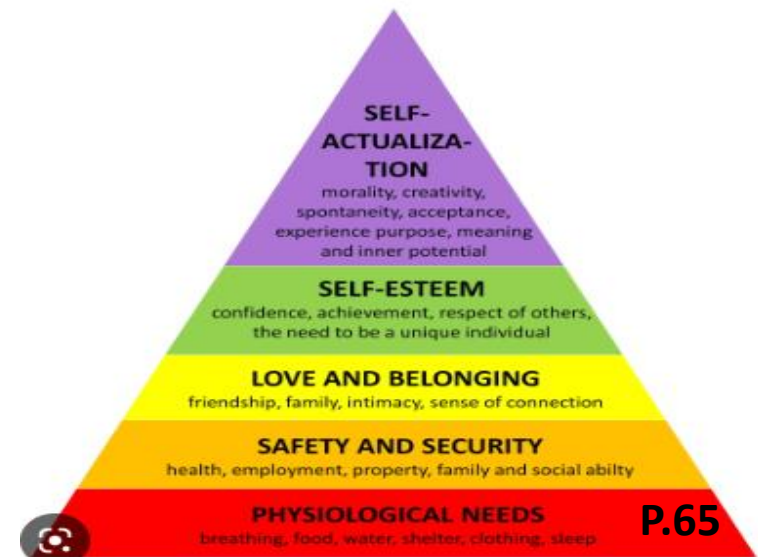 SELF-
ACTUALIZA-
TION
morality, creativity,
spontaneity, acceptance,
experience purpose, meaning
and inner potential
SELF-ESTEEM
confidence, achievement, respect of others,
the need to be a unique individual
LOVE AND BELONGING
friendship, family, intimacy, sense of connection
SAFETY AND SECURITY
health, employment, property, family and social abilty
PHYSIOLOGICAL NEEDS
breathing, food, water, shelter, clothing, sleep
P.65